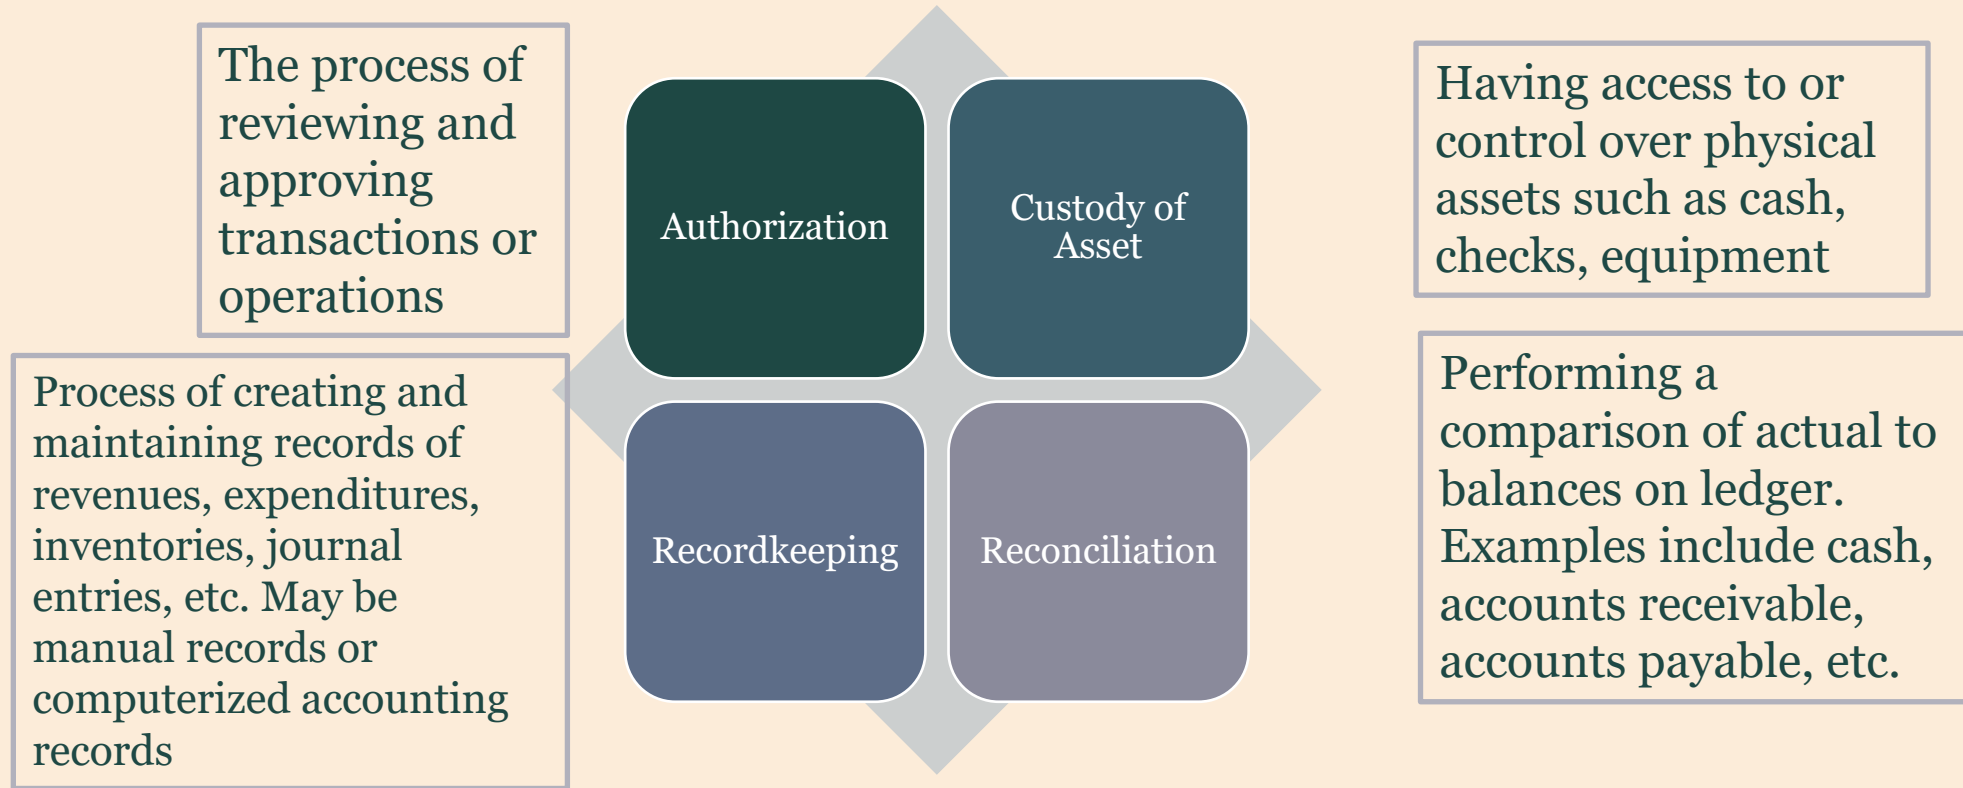 The process of
reviewing and
approving
transactions or
operations
Authorization
Custody of
Asset
Having access to or
control over physical
assets such as cash,
checks, equipment
Process of creating and
maintaining records of
revenues, expenditures,
inventories, journal
entries, etc. May be
manual records or
computerized accounting
records
Recordkeeping
Reconciliation
Performing a
comparison of actual to
balances on ledger.
Examples include cash,
accounts receivable,
accounts payable, etc.